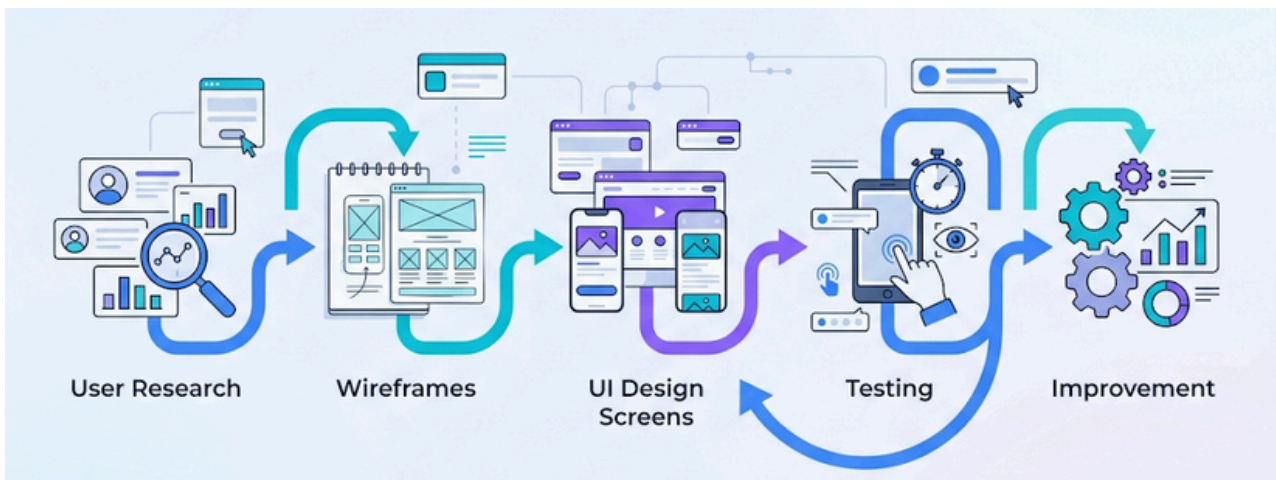 User Research
Wireframes
UI Design
Screens
Testing
Improvement